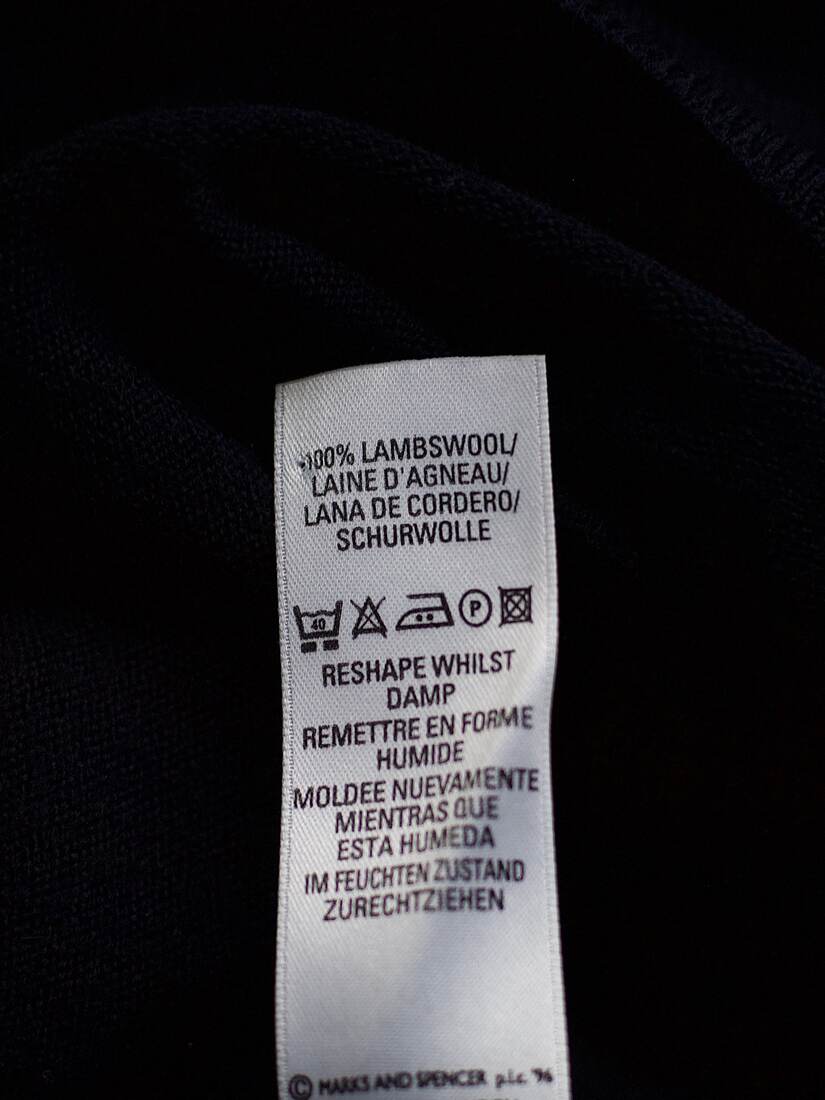 100% LAMBSWOOL/
LAINE D'AGNEAU/
LANA DE CORDERO/
SCHURWOLLE
40 P
RESHAPE WHILST
DAMP
REMETTRE EN FORME
HUMIDE
MOLDEE NUEVAMENTE
MIENTRAS QUE
ESTA HUMEDA
IM FEUCHTEN ZUSTAND
ZURECHTZIEHEN
© MARKS AND SPENCER p.l.c. '96